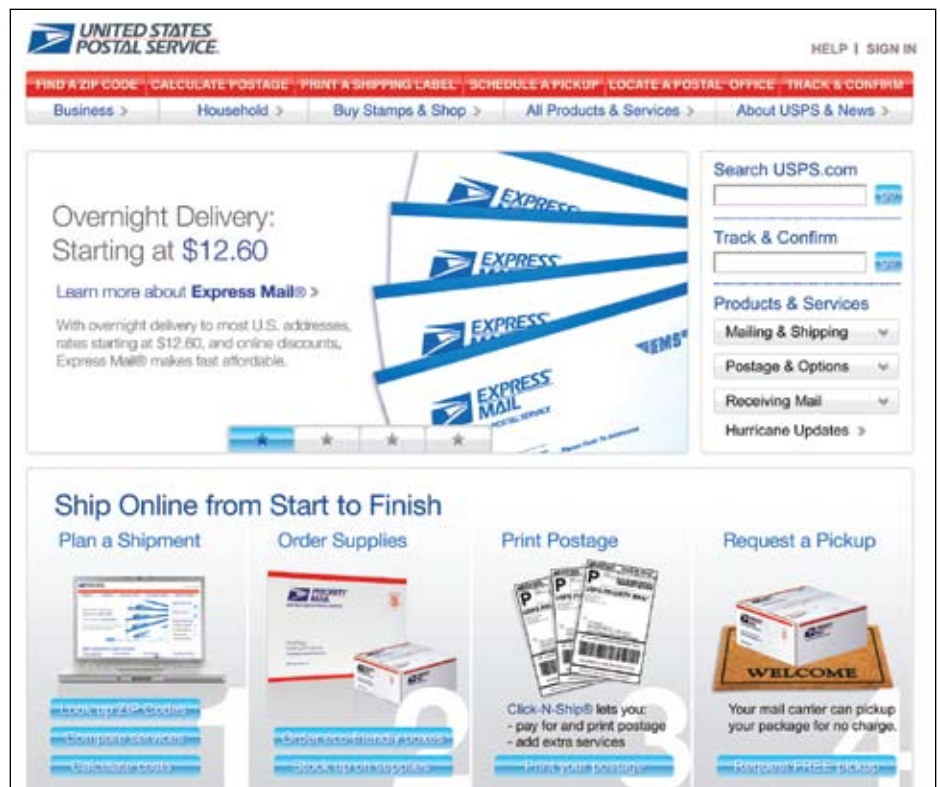 UNITED STATES
POSTAL SERVICE
HELP | SIGN IN
FIND A ZIP CODE CALCULATE POSTAGE PRINT A SHIPPING LABEL SCHEDULE A PICKUP LOCATE A POSTAL OFFICE TRACK & CONFIRM
Business > Household > Buy Stamps & Shop > All Products & Services > About USPS & News >
Overnight Delivery:
Starting at $12.60
Learn more about Express Mail® >
With overnight delivery to most U.S. addresses,
rates starting at $12.60, and online discounts,
Express Mail® makes fast affordable.
EXPRESS
EXPRESS
EXPRESS
EMS
EXPRESS
MAIL
Search USPS.com
Track & Confirm
Products & Services
Mailing & Shipping
Postage & Options
Receiving Mail
Hurricane Updates >
Ship Online from Start to Finish
Plan a Shipment
Look up ZIP Codes
Compare services
Calculate costs
1
Order Supplies
PRIORITY
MAIL
Order eco-friendly boxes
Stock up on supplies
2
Print Postage
P P P
USPS PRIORITY MAIL
Click-N-Ship® lets you:
- pay for and print postage
- add extra services
Print your postage
3
Request a Pickup
WELCOME
Your mail carrier can pickup
your package for no charge.
Request FREE pickup
4